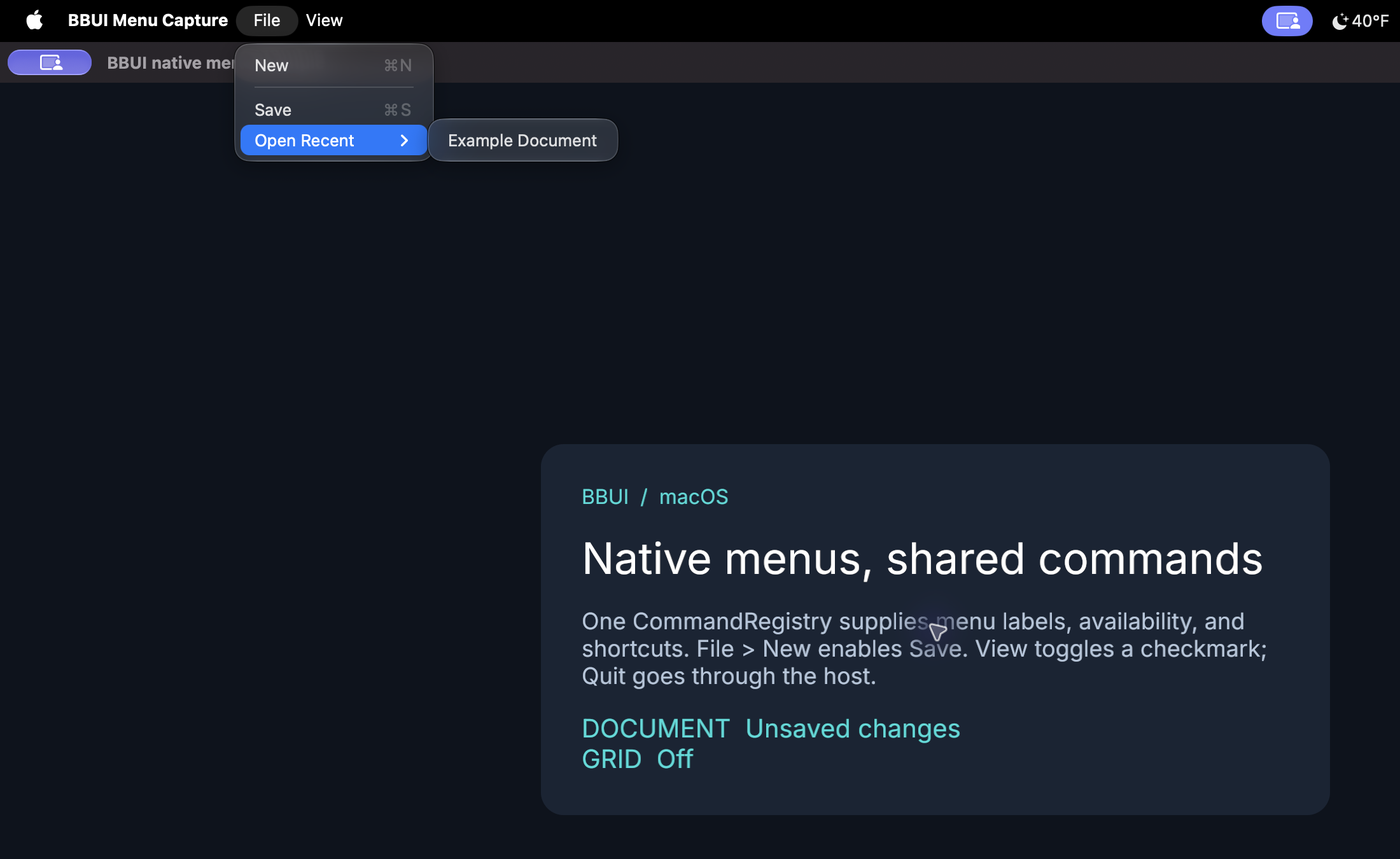 BBUI Menu Capture File View 40°F
BBUI native
New ⌘N
Save ⌘S
Open Recent
Example Document
BBUI / macOS
Native menus, shared commands
One CommandRegistry supplies menu labels, availability, and
shortcuts. File > New enables Save. View toggles a checkmark;
Quit goes through the host.
DOCUMENT Unsaved changes
GRID Off